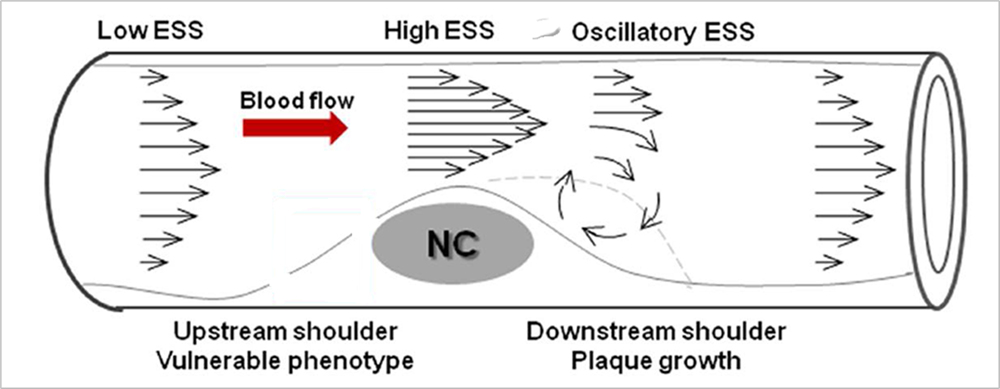 Low ESS
High ESS
Oscillatory ESS
Blood flow
NC
Upstream shoulder
Vulnerable phenotype
Downstream shoulder
Plaque growth